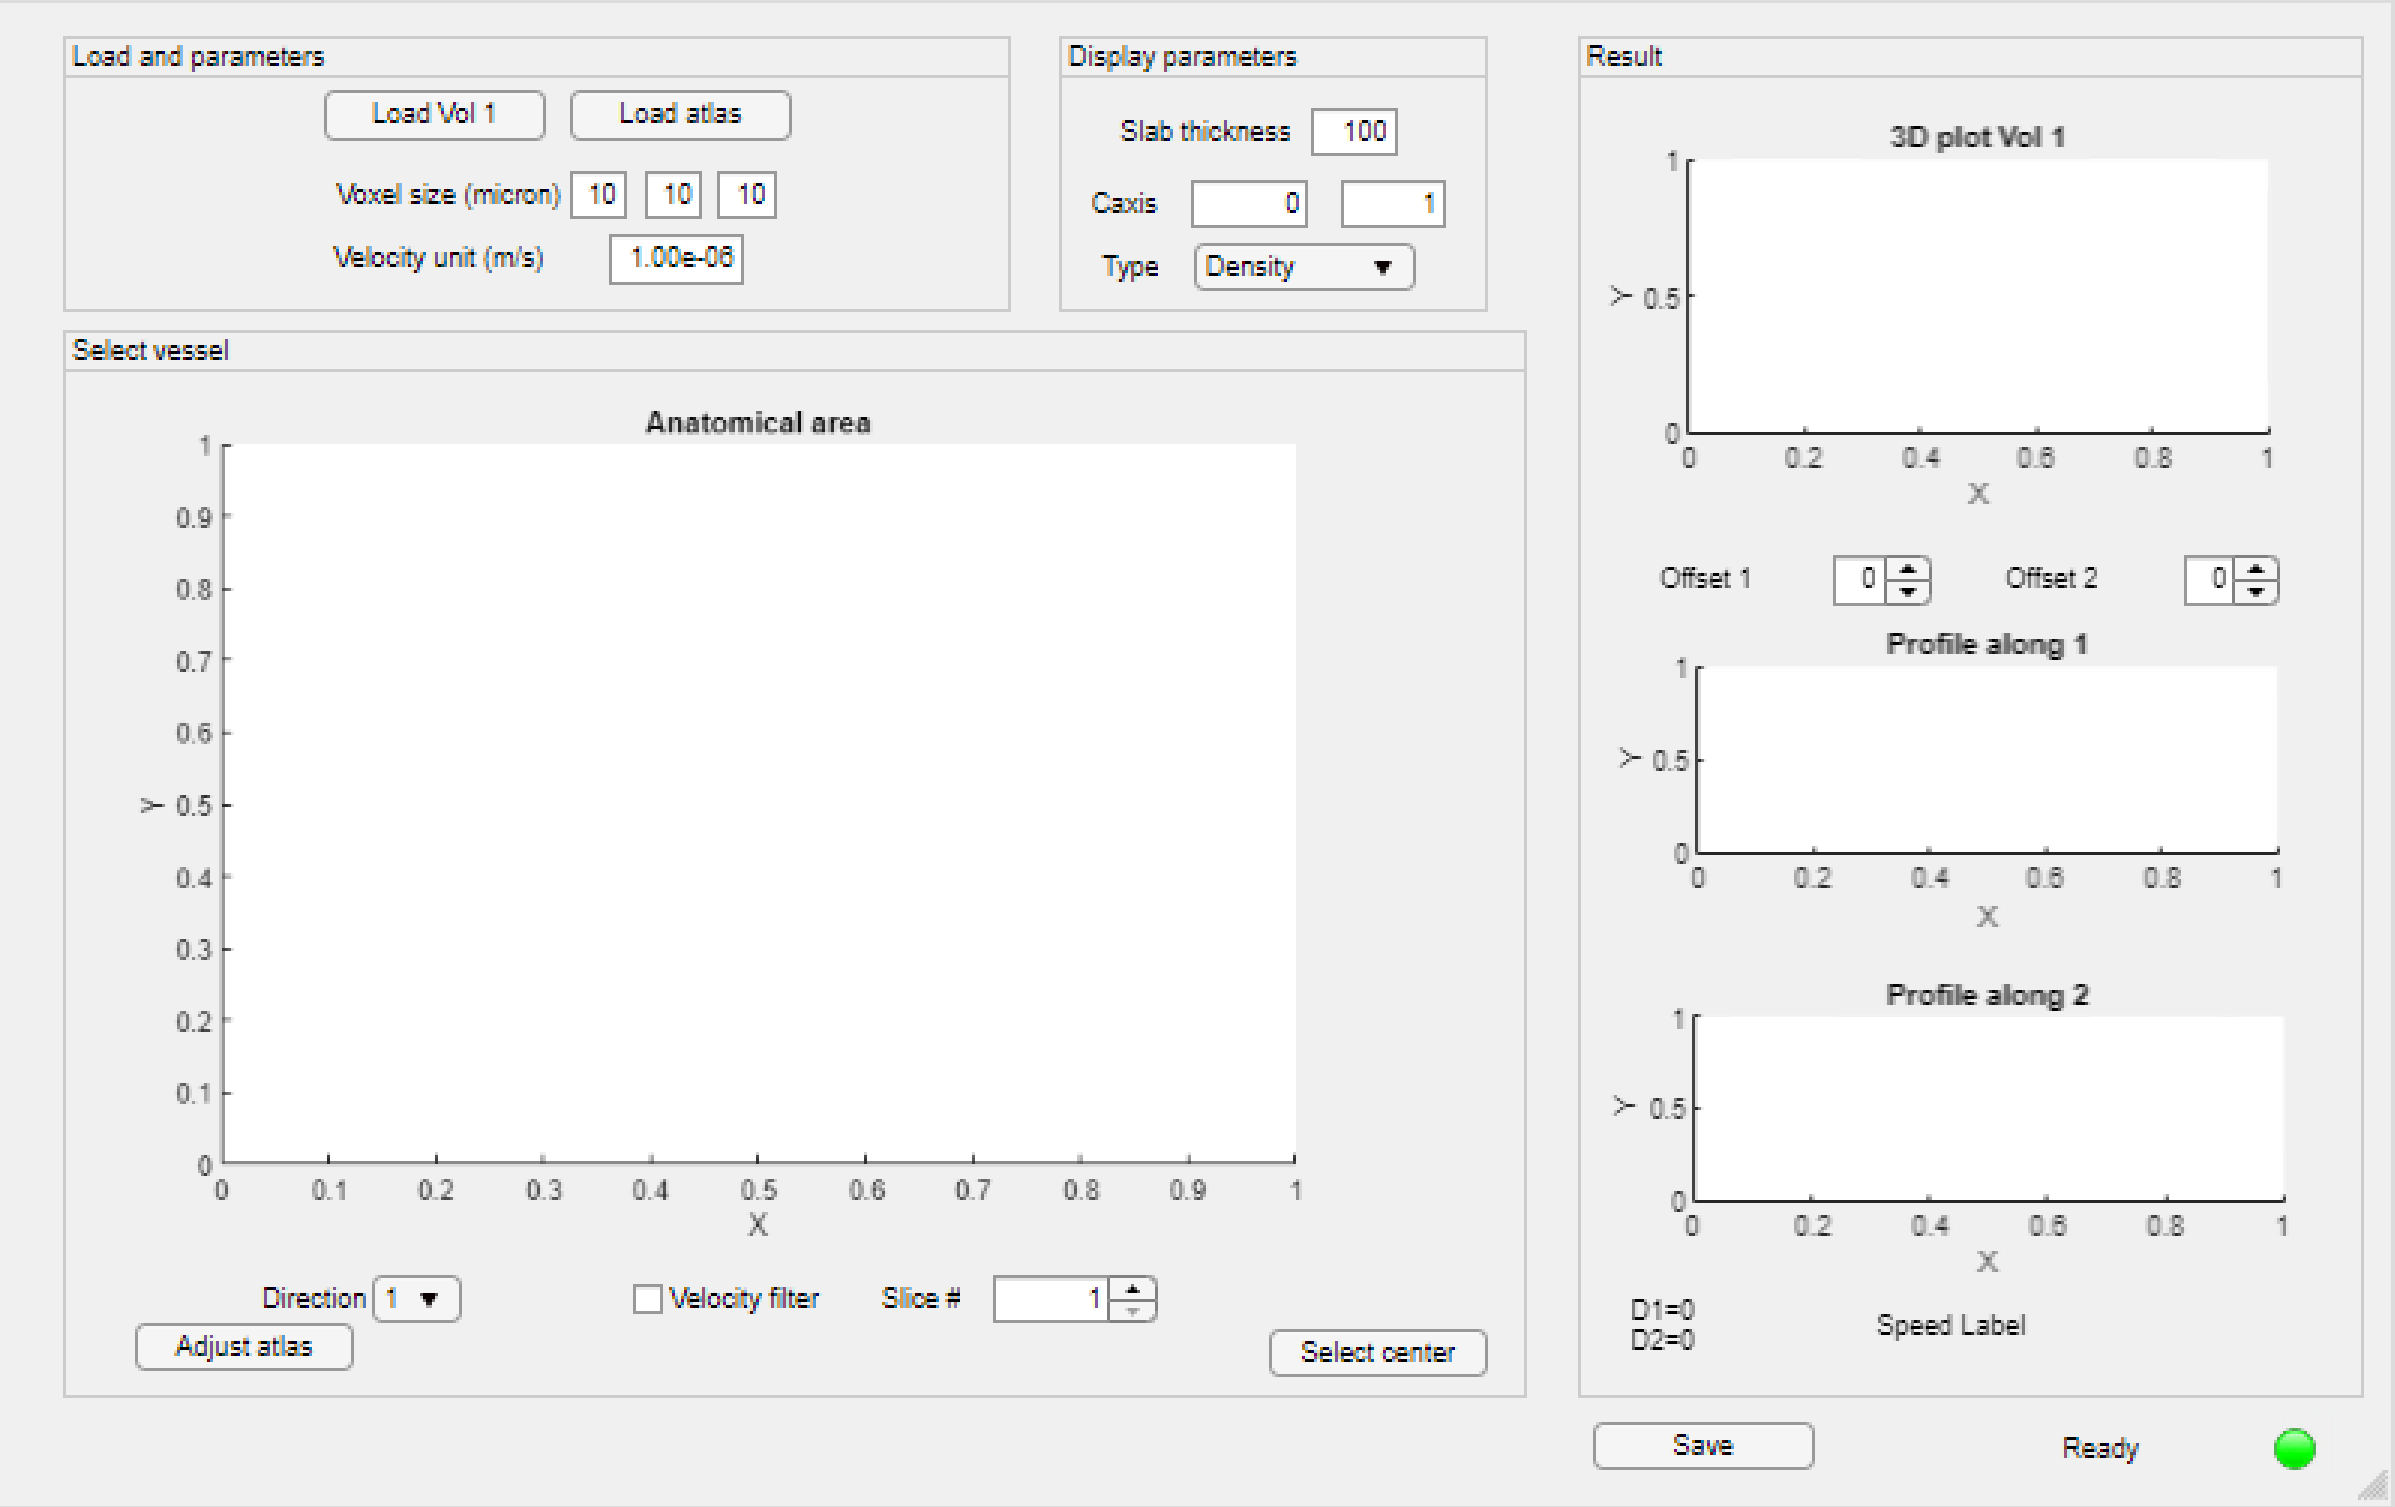 Load and parameters
Load Vol 1
Load atlas
Voxel size (micron) 10 10 10
Velocity unit (m/s) 1.00e-06
Display parameters
Slab thickness 100
Caxis 0 1
Type Density
Select vessel
Anatomical area
1
0.9
0.8
0.7
0.6
Y 0.5
0.4
0.3
0.2
0.1
0
0 0.1 0.2 0.3 0.4 0.5 0.6 0.7 0.8 0.9 1
X
Direction 1
Velocity filter
Slice # 1
Adjust atlas
Select center
Result
3D plot Vol 1
1
Y 0.5
0
0 0.2 0.4 0.6 0.8 1
X
Offset 1 0
Offset 2 0
Profile along 1
1
Y 0.5
0
0 0.2 0.4 0.6 0.8 1
X
Profile along 2
1
Y 0.5
0
0 0.2 0.4 0.6 0.8 1
X
D1=0
D2=0
Speed Label
Save
Ready